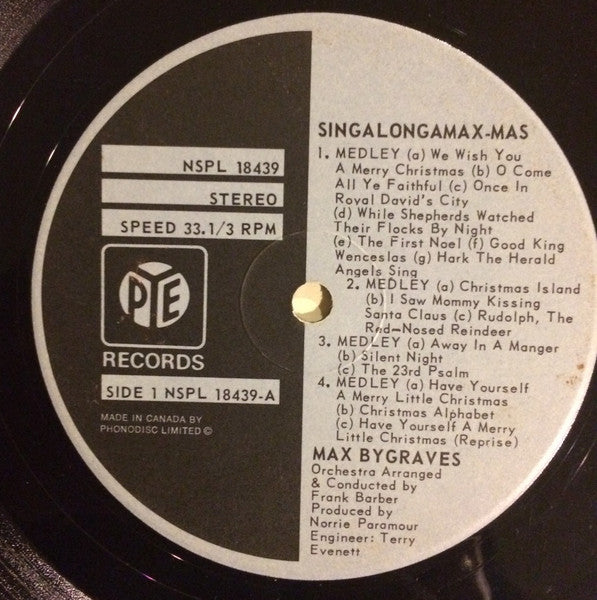 NSPL 18439
STEREO
SPEED 33.1/3 RPM
PYE
RECORDS
SIDE 1 NSPL 18439-A
MADE IN CANADA BY
PHONODISC LIMITED ©
SINGALONGAMAX-MAS
1. MEDLEY (a) We Wish You
A Merry Christmas (b) O Come
All Ye Faithful (c) Once In
Royal David's City
(d) While Shepherds Watched
Their Flocks By Night
(e) The First Noel (f) Good King
Wenceslas (g) Hark The Herald
Angels Sing
2. MEDLEY (a) Christmas Island
(b) I Saw Mommy Kissing
Santa Claus (c) Rudolph, The
Red-Nosed Reindeer
3. MEDLEY (a) Away In A Manger
(b) Silent Night
(c) The 23rd Psalm
4. MEDLEY (a) Have Yourself
A Merry Little Christmas
(b) Christmas Alphabet
(c) Have Yourself A Merry
Little Christmas (Reprise)
MAX BYGRAVES
Orchestra Arranged
& Conducted by
Frank Barber
Produced by
Norrie Paramour
Engineer: Terry
Evenett